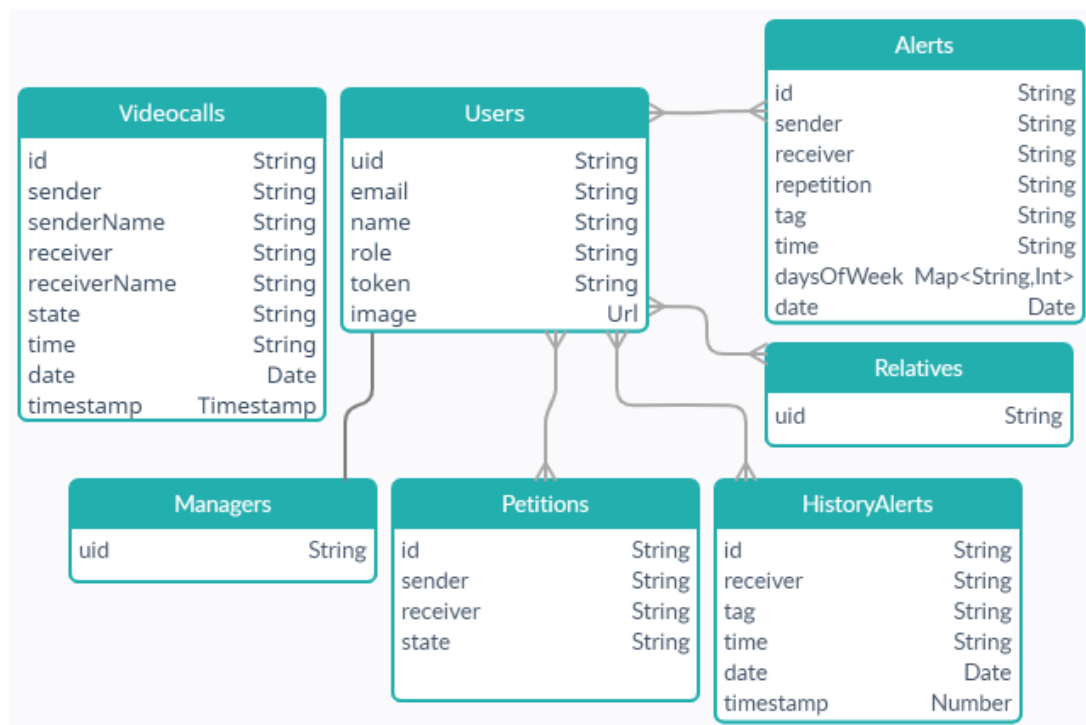 Videocalls
id String
sender String
senderName String
receiver String
receiverName String
state String
time String
date Date
timestamp Timestamp
Users
uid String
email String
name String
role String
token String
image Url
Alerts
id String
sender String
receiver String
repetition String
tag String
time String
daysOfWeek Map<String,Int>
date Date
Relatives
uid String
Managers
uid String
Petitions
id String
sender String
receiver String
state String
HistoryAlerts
id String
receiver String
tag String
time String
date Date
timestamp Number